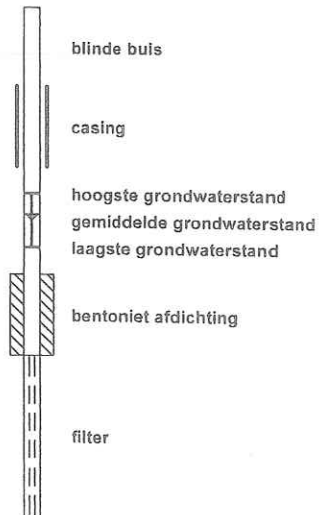 blinde buis
casing
hoogste grondwaterstand
gemiddelde grondwaterstand
laagste grondwaterstand
bentoniet afdichting
filter